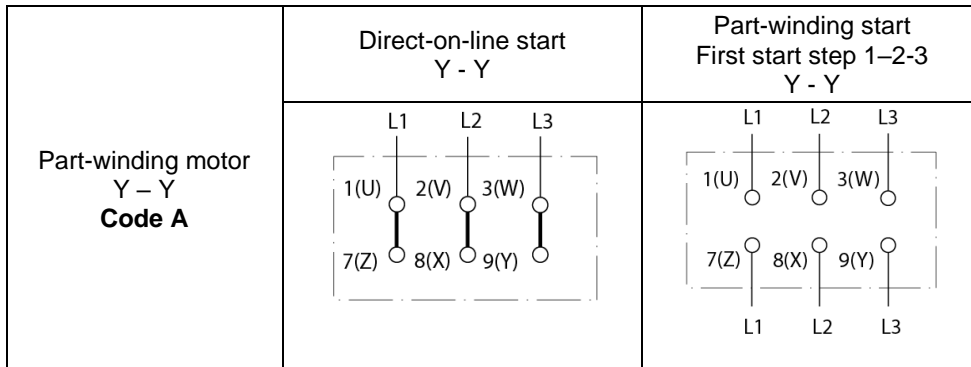 Part-winding motor
Y – Y
Code A
Direct-on-line start
Y - Y
Part-winding start
First start step 1–2-3
Y - Y
L1 L2 L3
1(U) 2(V) 3(W)
7(Z) 8(X) 9(Y)
L1 L2 L3
1(U) 2(V) 3(W)
7(Z) 8(X) 9(Y)
L1 L2 L3